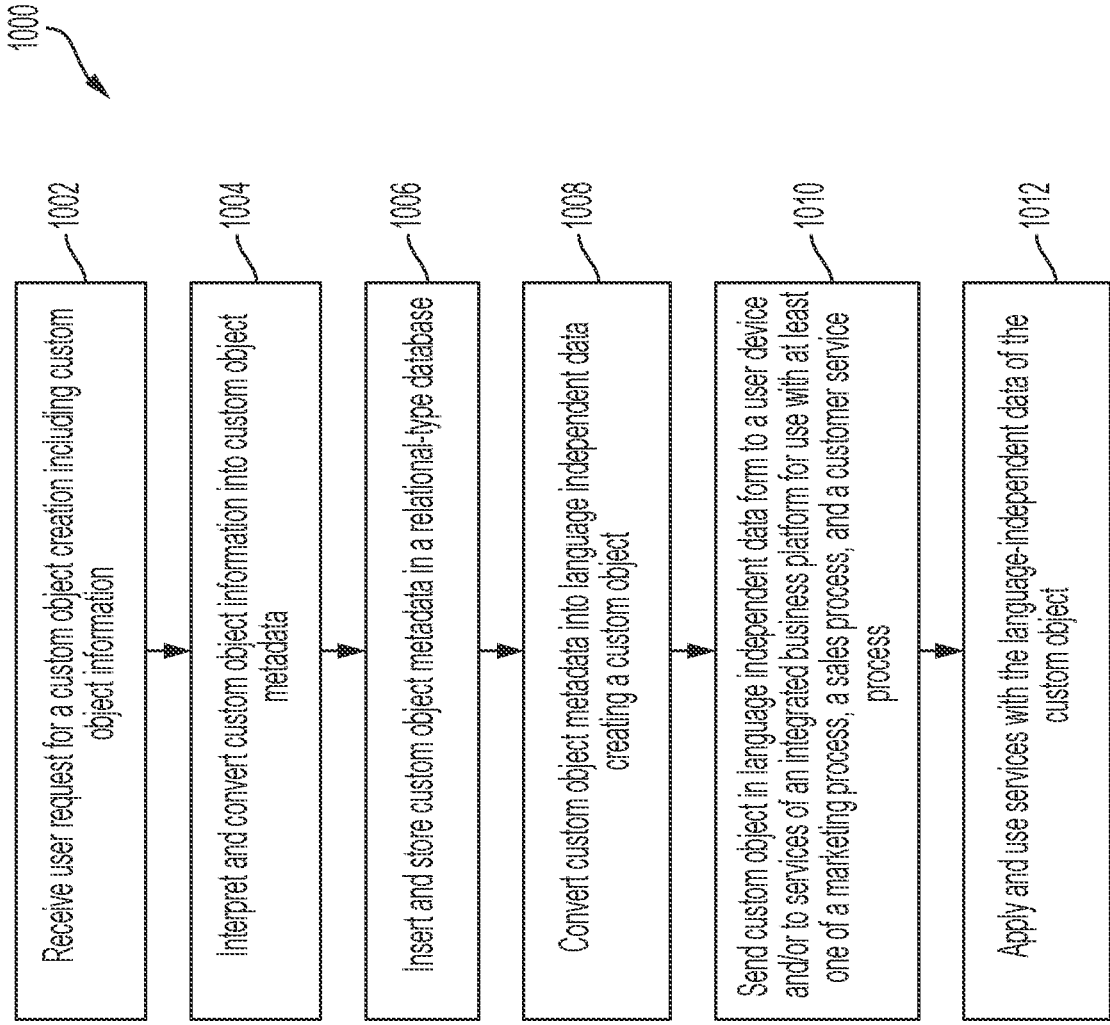 1000
Receive user request for a custom object creation including custom
object information
1002
Interpret and convert custom object information into custom object
metadata
1004
Insert and store custom object metadata in a relational-type database
1006
Convert custom object metadata into language independent data
creating a custom object
1008
Send custom object in language independent data form to a user device
and/or to services of an integrated business platform for use with at least
one of a marketing process, a sales process, and a customer service
process
1010
Apply and use services with the language-independent data of the
custom object
1012